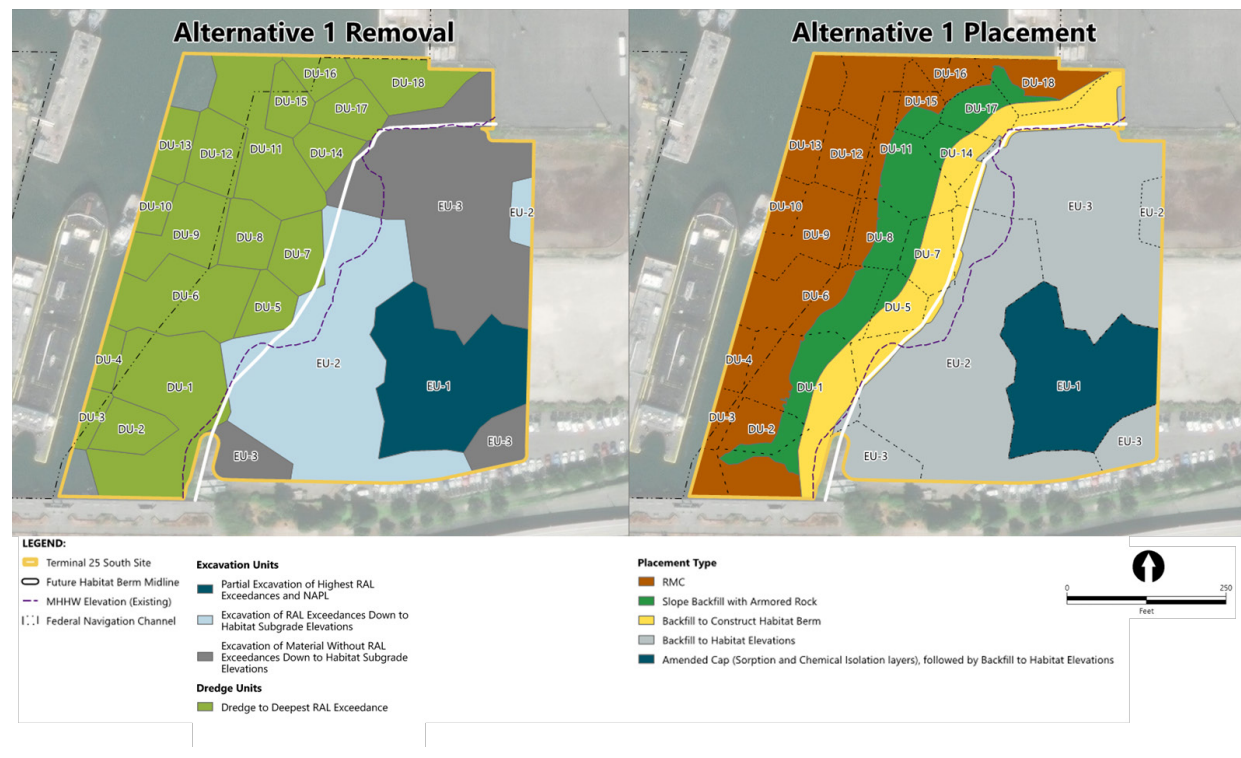 Alternative 1 Removal
DU-16
DU-18
DU-15
DU-17
DU-13
DU-12
DU-11
DU-14
DU-10
EU-3
EU-2
DU-9
DU-8
DU-7
DU-6
DU-5
DU-4
EU-2
DU-1
EU-1
DU-3
DU-2
EU-3
EU-3
Alternative 1 Placement
DU-16
DU-18
DU-15
DU-17
DU-13
DU-12
DU-11
DU-14
DU-10
EU-3
EU-2
DU-9
DU-8
DU-7
DU-6
DU-5
DU-4
EU-2
DU-1
EU-1
DU-3
DU-2
EU-3
EU-3
LEGEND:
Terminal 25 South Site
Future Habitat Berm Midline
MHHW Elevation (Existing)
Federal Navigation Channel
Excavation Units
Partial Excavation of Highest RAL
Exceedances and NAPL
Excavation of RAL Exceedances Down to
Habitat Subgrade Elevations
Excavation of Material Without RAL
Exceedances Down to Habitat Subgrade
Elevations
Dredge Units
Dredge to Deepest RAL Exceedance
Placement Type
RMC
Slope Backfill with Armored Rock
Backfill to Construct Habitat Berm
Backfill to Habitat Elevations
Amended Cap (Sorption and Chemical Isolation layers), followed by Backfill to Habitat Elevations
0 250
Feet